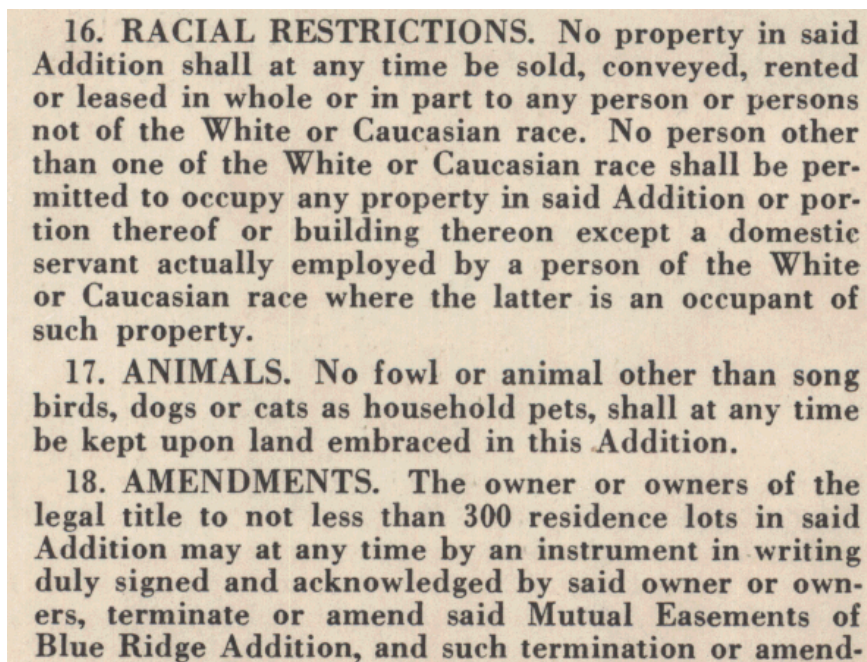 16. RACIAL RESTRICTIONS. No property in said
Addition shall at any time be sold, conveyed, rented
or leased in whole or in part to any person or persons
not of the White or Caucasian race. No person other
than one of the White or Caucasian race shall be per-
mitted to occupy any property in said Addition or por-
tion thereof or building thereon except a domestic
servant actually employed by a person of the White
or Caucasian race where the latter is an occupant of
such property.
17. ANIMALS. No fowl or animal other than song
birds, dogs or cats as household pets, shall at any time
be kept upon land embraced in this Addition.
18. AMENDMENTS. The owner or owners of the
legal title to not less than 300 residence lots in said
Addition may at any time by an instrument in writing
duly signed and acknowledged by said owner or own-
ers, terminate or amend said Mutual Easements of
Blue Ridge Addition, and such termination or amend-